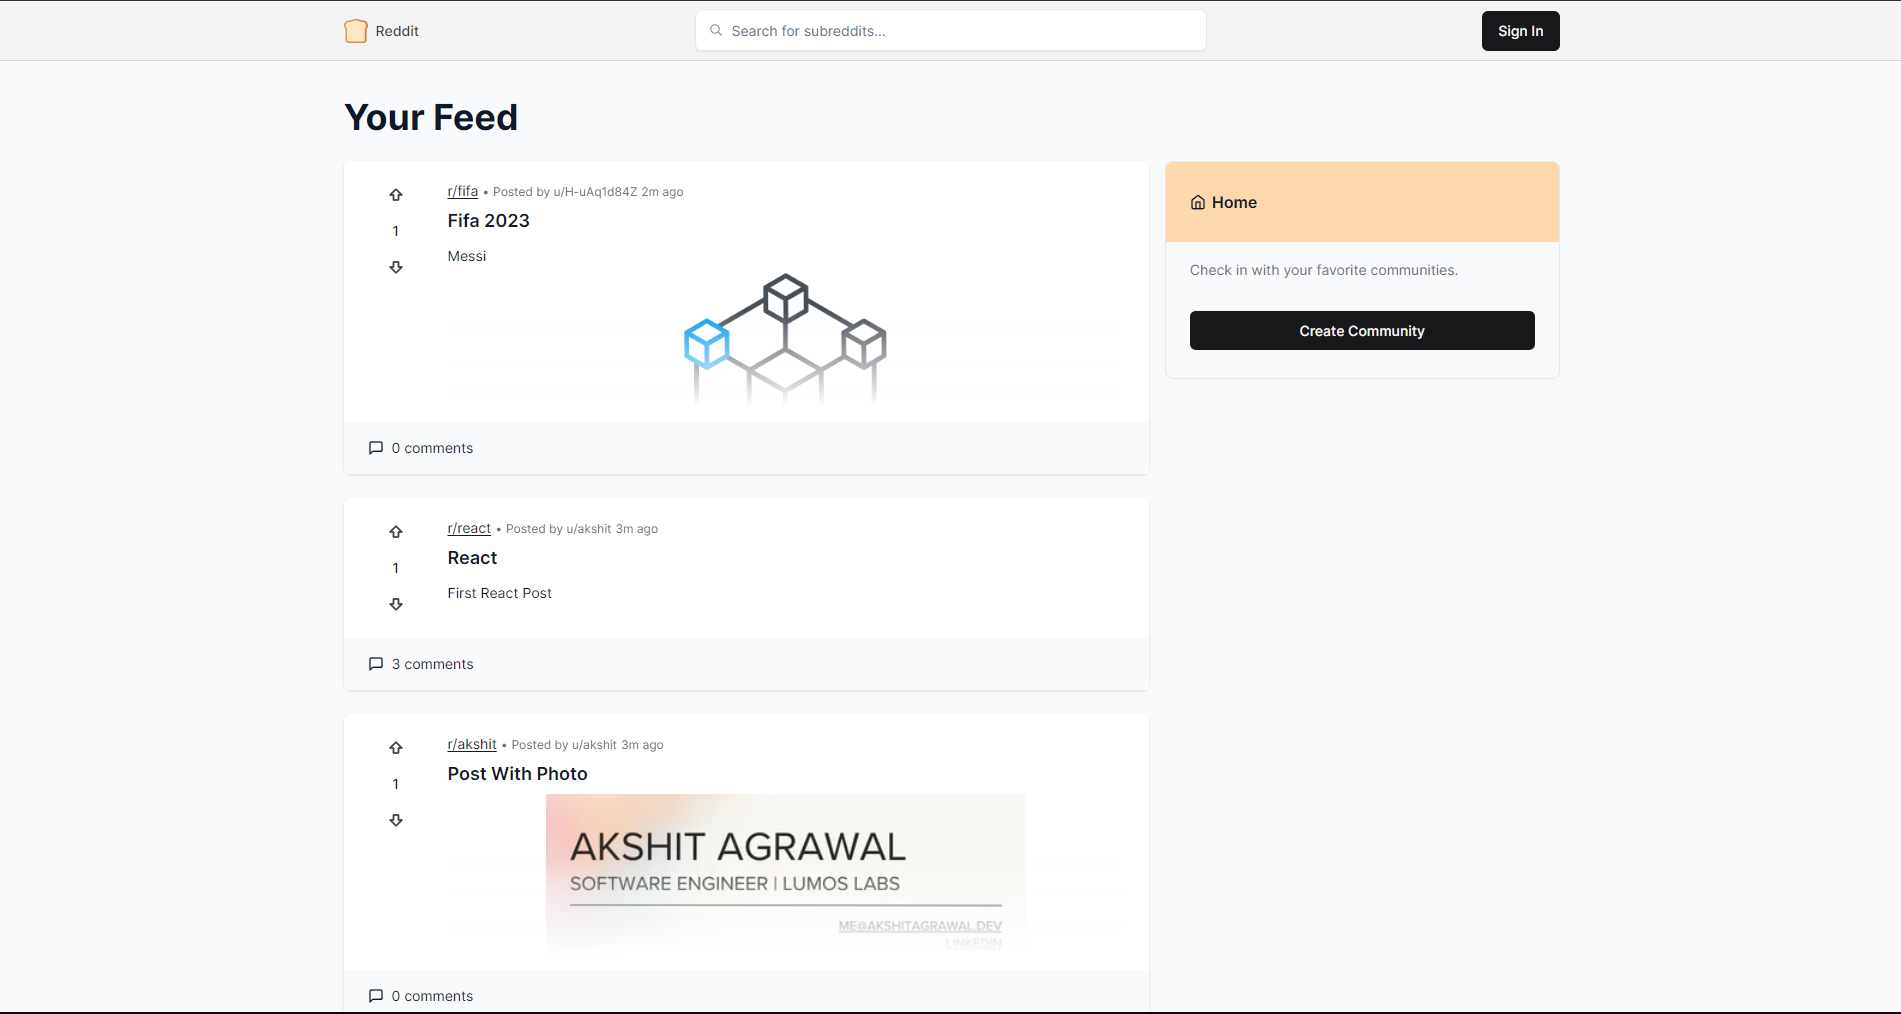 Reddit
Search for subreddits...
Sign In
Your Feed
r/fifa • Posted by u/H-uAq1d84Z 2m ago
Fifa 2023
1
Messi
0 comments
r/react • Posted by u/akshit 3m ago
React
1
First React Post
3 comments
r/akshit • Posted by u/akshit 3m ago
Post With Photo
1
AKSHIT AGRAWAL
SOFTWARE ENGINEER | LUMOS LABS
ME@AKSHITAGRAWAL.DEV
LINKEDIN
0 comments
Home
Check in with your favorite communities.
Create Community